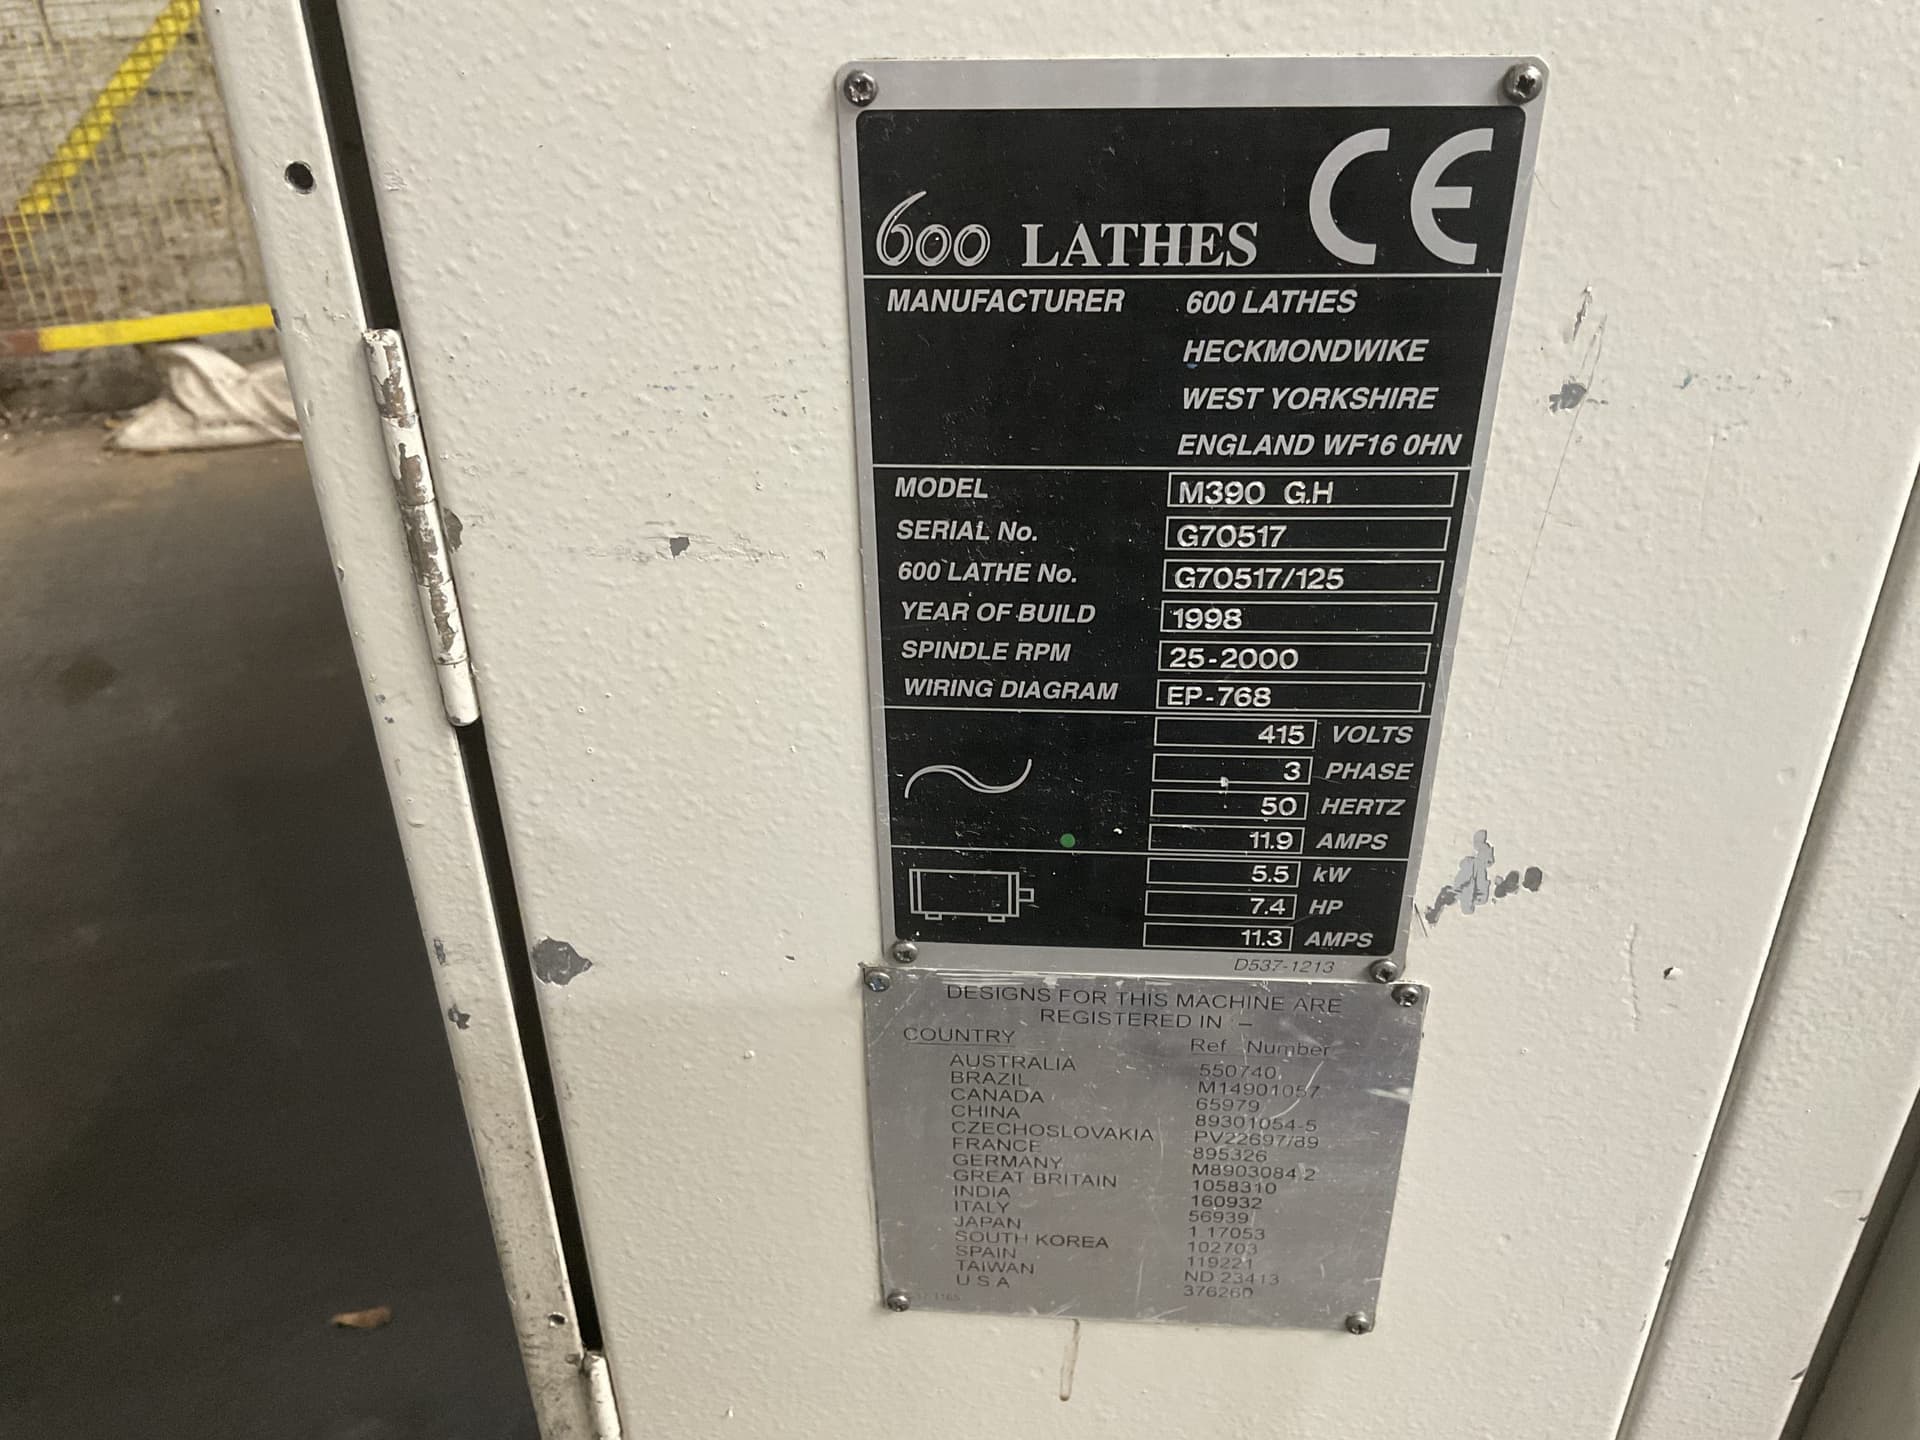 600 LATHES CE
MANUFACTURER 600 LATHES
HECKMONDWIKE
WEST YORKSHIRE
ENGLAND WF16 0HN
MODEL M390 G.H
SERIAL No. G70517
600 LATHE No. G70517/125
YEAR OF BUILD 1998
SPINDLE RPM 25-2000
WIRING DIAGRAM EP-768
415 VOLTS
3 PHASE
50 HERTZ
11.9 AMPS
5.5 kW
7.4 HP
11.3 AMPS
D537-1213
DESIGNS FOR THIS MACHINE ARE
REGISTERED IN –
COUNTRY Ref Number
AUSTRALIA 550740
BRAZIL M14901057
CANADA 65979
CHINA 89301054-5
CZECHOSLOVAKIA PV22697/89
FRANCE 895326
GERMANY M8903084.2
GREAT BRITAIN 1058310
INDIA 160932
ITALY 56939
JAPAN 1 17053
SOUTH KOREA 102703
SPAIN 119221
TAIWAN ND 23413
U S A 376260